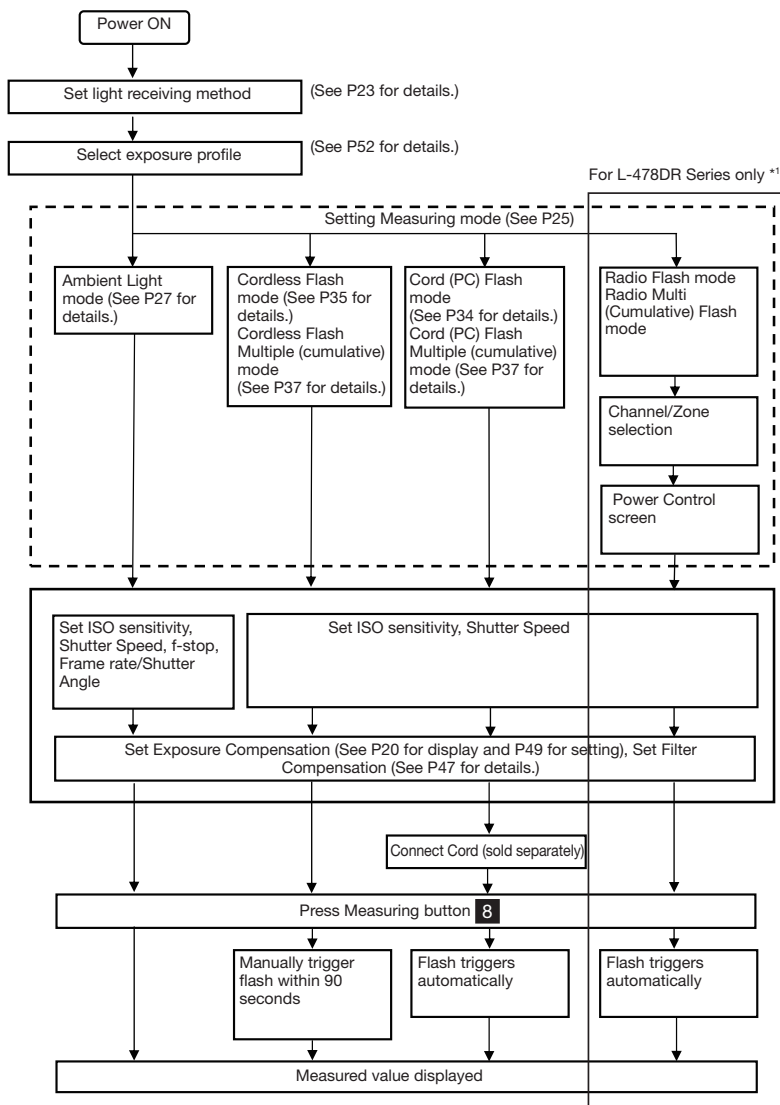 Power ON
Set light receiving method
(See P23 for details.)
Select exposure profile
(See P52 for details.)
For L-478DR Series only *1
Setting Measuring mode (See P25)
Ambient Light
mode (See P27 for
details.)
Cordless Flash
mode (See P35 for
details.)
Cordless Flash
Multiple (cumulative)
mode
(See P37 for details.)
Cord (PC) Flash
mode
(See P34 for details.)
Cord (PC) Flash
Multiple (cumulative)
mode (See P37 for
details.)
Radio Flash mode
Radio Multi
(Cumulative) Flash
mode
Channel/Zone
selection
Power Control
screen
Set ISO sensitivity,
Shutter Speed, f-stop,
Frame rate/Shutter
Angle
Set ISO sensitivity, Shutter Speed
Set Exposure Compensation (See P20 for display and P49 for setting), Set Filter
Compensation (See P47 for details.)
Connect Cord (sold separately)
Press Measuring button 8
Manually trigger
flash within 90
seconds
Flash triggers
automatically
Flash triggers
automatically
Measured value displayed